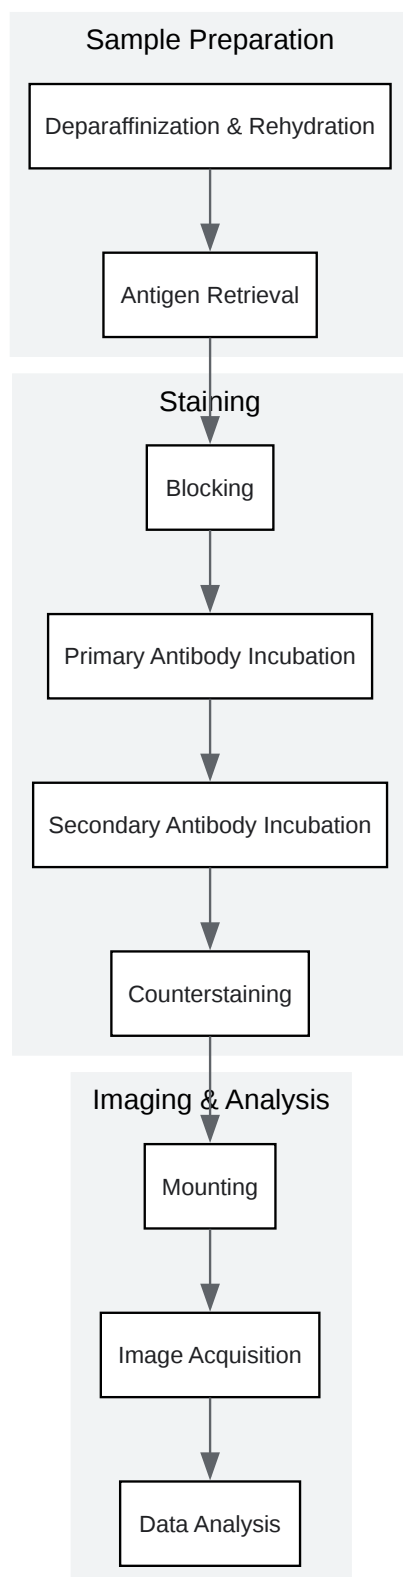 Sample Preparation
Deparaffinization & Rehydration
Antigen Retrieval
Staining
Blocking
Primary Antibody Incubation
Secondary Antibody Incubation
Counterstaining
Imaging & Analysis
Mounting
Image Acquisition
Data Analysis